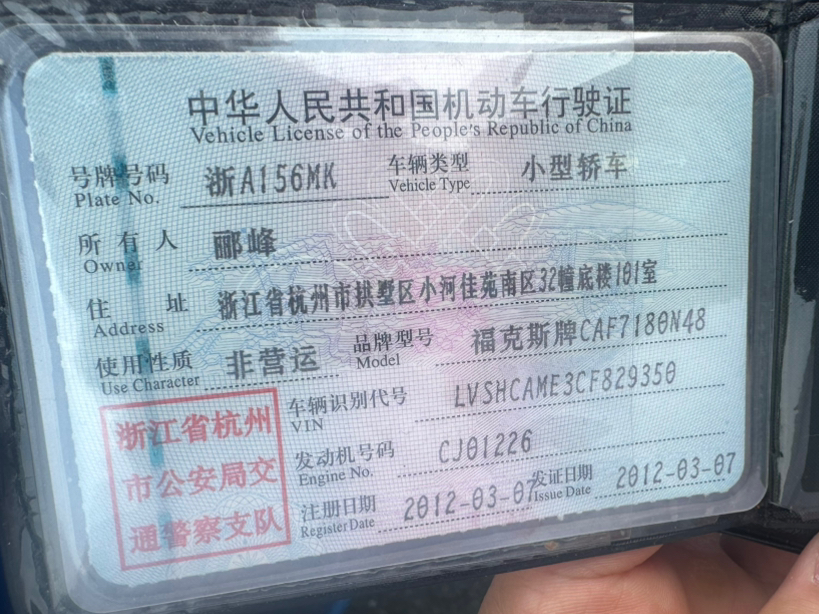 中华人民共和国机动车行驶证
Vehicle License of the People's Republic of China
号牌号码 浙A156MK 车辆类型 小型轿车
Plate No. Vehicle Type
所有人 郦峰
Owner
住址 浙江省杭州市拱墅区小河佳苑南区32幢底楼101室
Address
使用性质 非营运 品牌型号 福克斯牌CAF7180N48
Use Character Model
浙江省杭州
市公安局交
通警察支队
车辆识别代号 LVSHCAME3CF829350
VIN
发动机号码 CJ01226
Engine No.
注册日期 2012-03-07 发证日期 2012-03-07
Register Date Issue Date